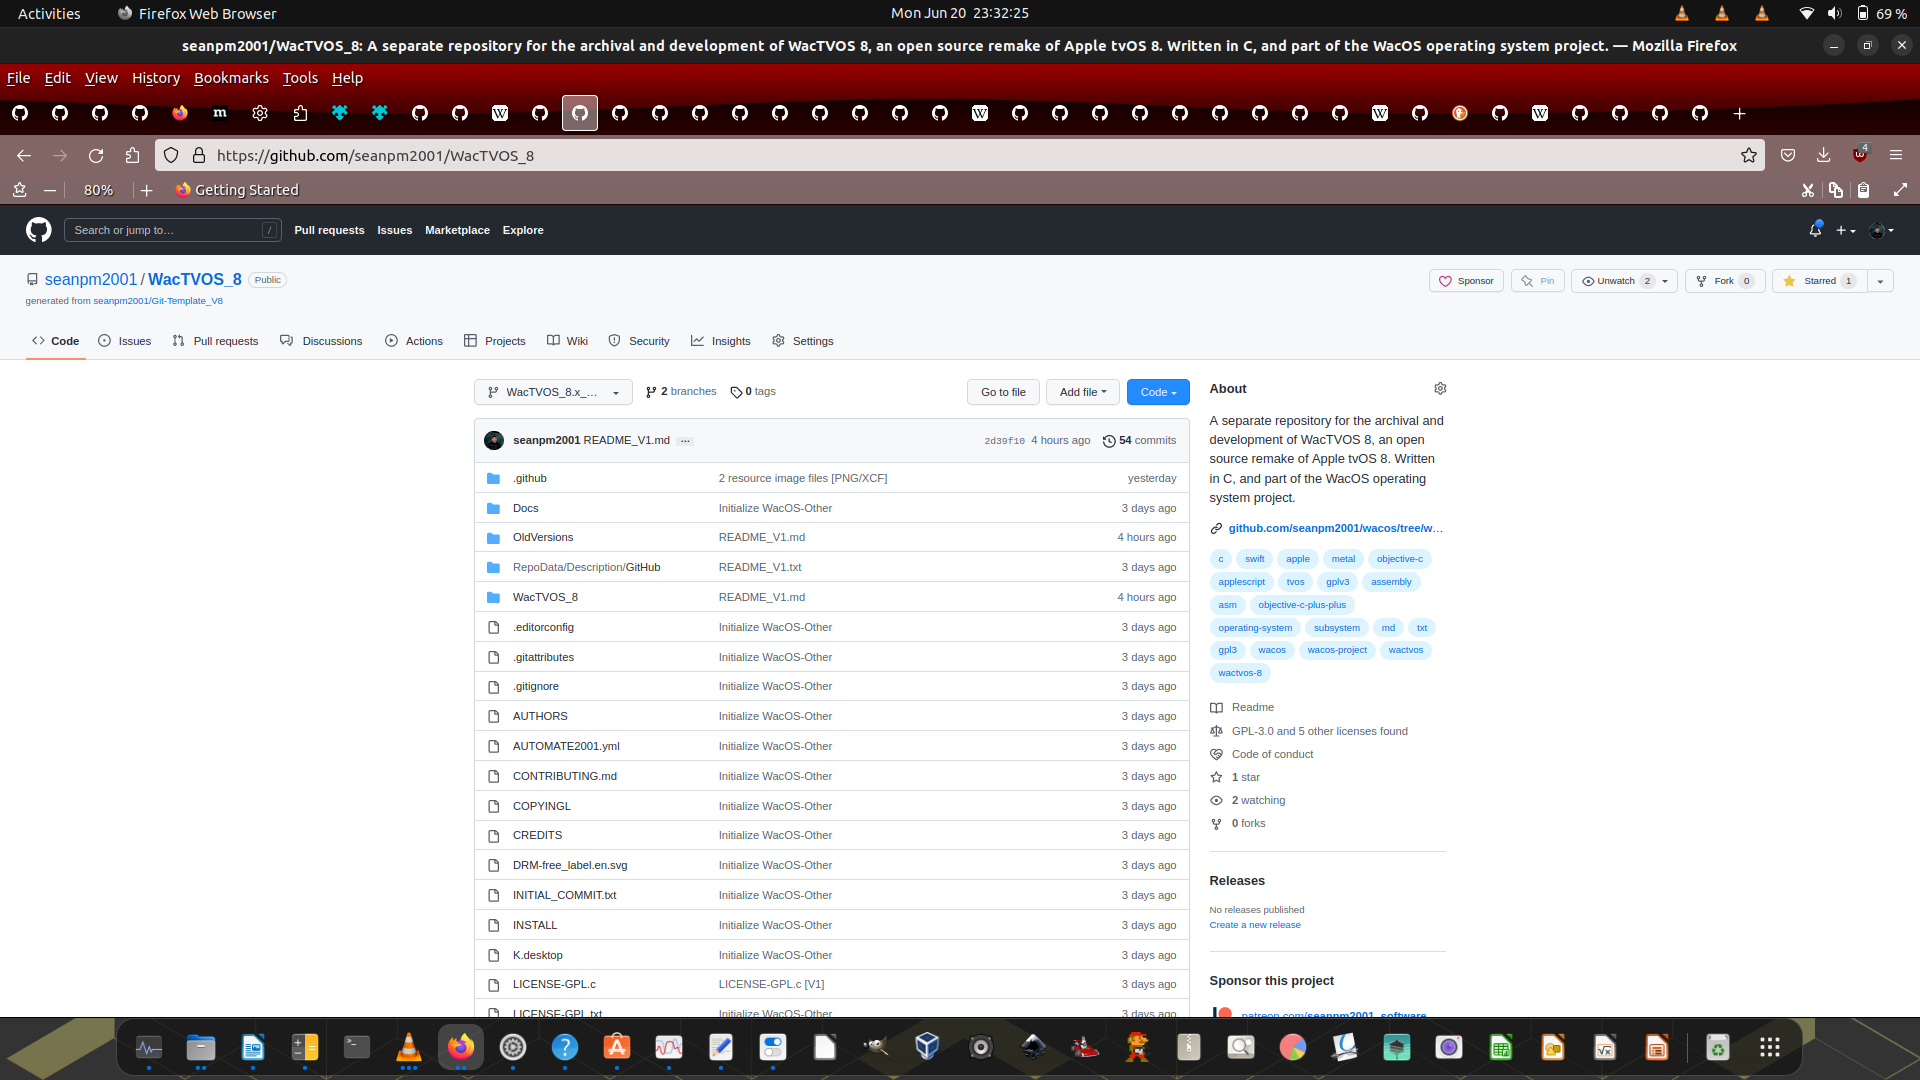 Activities
Firefox Web Browser
Mon Jun 20 23:32:25
69 %
seanpm2001/WacTVOS_8: A separate repository for the archival and development of WacTVOS 8, an open source remake of Apple tvOS 8. Written in C, and part of the WacOS operating system project. — Mozilla Firefox
File Edit View History Bookmarks Tools Help
https://github.com/seanpm2001/WacTVOS_8
4
80%
Getting Started
Search or jump to… /
Pull requests Issues Marketplace Explore
seanpm2001 / WacTVOS_8 Public
generated from seanpm2001/Git-Template_V8
Sponsor Pin Unwatch 2 Fork 0 Starred 1
Code Issues Pull requests Discussions Actions Projects Wiki Security Insights Settings
WacTVOS_8.x_... 2 branches 0 tags Go to file Add file Code
seanpm2001 README_V1.md ... 2d39f10 4 hours ago 54 commits
.github 2 resource image files [PNG/XCF] yesterday
Docs Initialize WacOS-Other 3 days ago
OldVersions README_V1.md 4 hours ago
RepoData/Description/GitHub README_V1.txt 3 days ago
WacTVOS_8 README_V1.md 4 hours ago
.editorconfig Initialize WacOS-Other 3 days ago
.gitattributes Initialize WacOS-Other 3 days ago
.gitignore Initialize WacOS-Other 3 days ago
AUTHORS Initialize WacOS-Other 3 days ago
AUTOMATE2001.yml Initialize WacOS-Other 3 days ago
CONTRIBUTING.md Initialize WacOS-Other 3 days ago
COPYINGL Initialize WacOS-Other 3 days ago
CREDITS Initialize WacOS-Other 3 days ago
DRM-free_label.en.svg Initialize WacOS-Other 3 days ago
INITIAL_COMMIT.txt Initialize WacOS-Other 3 days ago
INSTALL Initialize WacOS-Other 3 days ago
K.desktop Initialize WacOS-Other 3 days ago
LICENSE-GPL.c LICENSE-GPL.c [V1] 3 days ago
LICENSE-GPL.txt Initialize WacOS-Other 3 days ago
About
A separate repository for the archival and
development of WacTVOS 8, an open
source remake of Apple tvOS 8. Written
in C, and part of the WacOS operating
system project.
github.com/seanpm2001/wacos/tree/w...
c swift apple metal objective-c
applescript tvos gplv3 assembly
asm objective-c-plus-plus
operating-system subsystem md txt
gpl3 wacos wacos-project wactvos
wactvos-8
Readme
GPL-3.0 and 5 other licenses found
Code of conduct
1 star
2 watching
0 forks
Releases
No releases published
Create a new release
Sponsor this project
patreon.com/seanpm2001_software